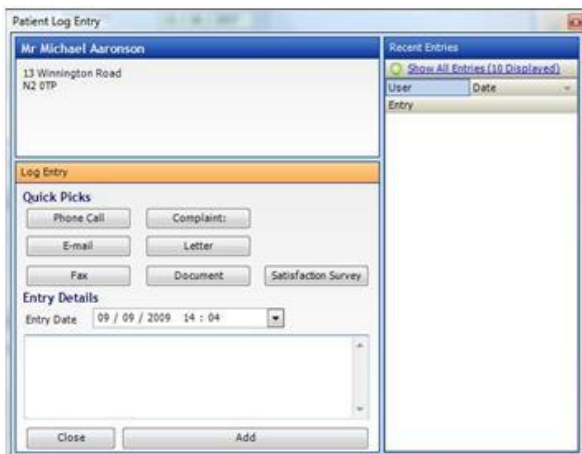 Patient Log Entry
Mr Michael Aaronson
13 Winnington Road
N2 0TP
Log Entry
Quick Picks
Phone Call Complaint:
E-mail Letter
Fax Document Satisfaction Survey
Entry Details
Entry Date 09 / 09 / 2009 14 : 04
Close Add
Recent Entries
Show All Entries (10 Displayed)
User Date
Entry